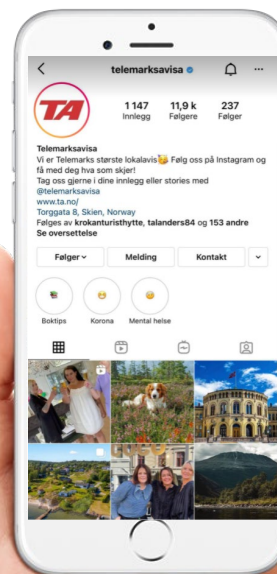 telemarksavisa
TA
1 147 11,9 k 237
Innlegg Følgere Følger
Telemarksavisa
Vi er Telemarks største lokalavis🥳 Følg oss på Instagram og
få med deg hva som skjer!
Tag oss gjerne i dine innlegg eller stories med
@telemarksavisa
www.ta.no/
Torggata 8, Skien, Norway
Følges av krokanturisthytte, talanders84 og 153 andre
Se oversettelse
Følger Melding Kontakt
Boktips Korona Mental helse